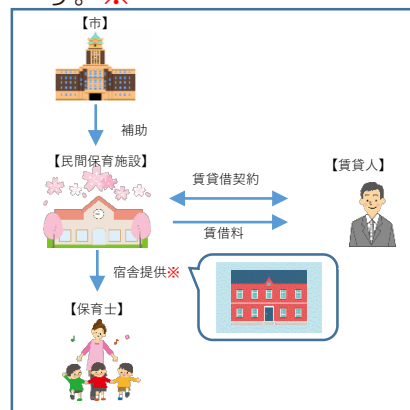 す。※
【市】
補助
【民間保育施設】
【賃貸人】
賃貸借契約
賃借料
宿舎提供※
【保育士】